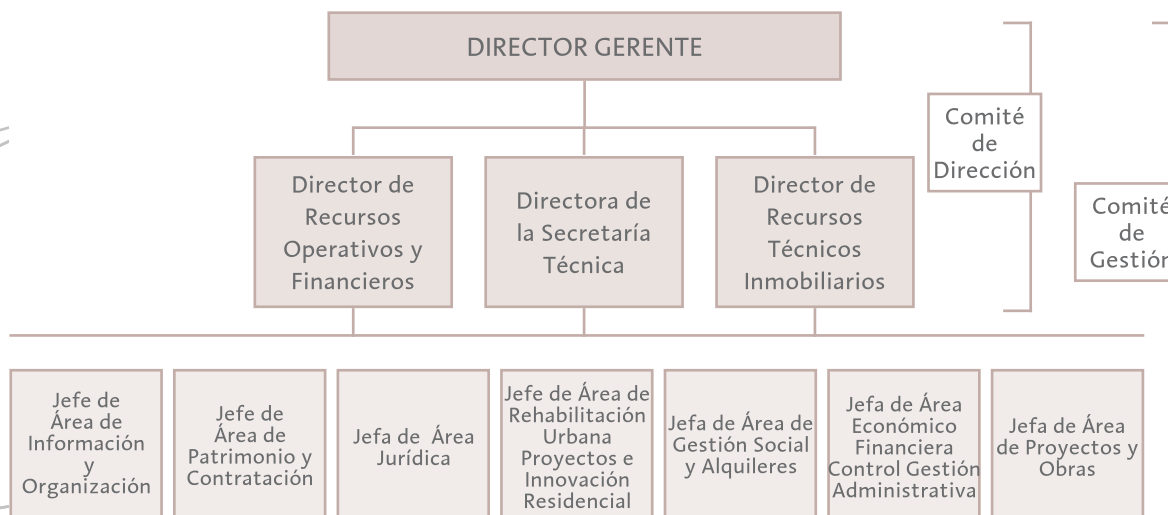 DIRECTOR GERENTE
Comité
de
Dirección
Comité
de
Gestión
Director de
Recursos
Operativos y
Financieros
Directora de
la Secretaría
Técnica
Director de
Recursos
Técnicos
Inmobiliarios
Jefe de
Área de
Información
y
Organización
Jefe de
Área de
Patrimonio y
Contratación
Jefa de Área
Jurídica
Jefe de Área de
Rehabilitación
Urbana
Proyectos e
Innovación
Residencial
Jefa de Área de
Gestión Social
y Alquileres
Jefa de Área
Económico
Financiera
Control Gestión
Administrativa
Jefa de Área
de Proyectos y
Obras